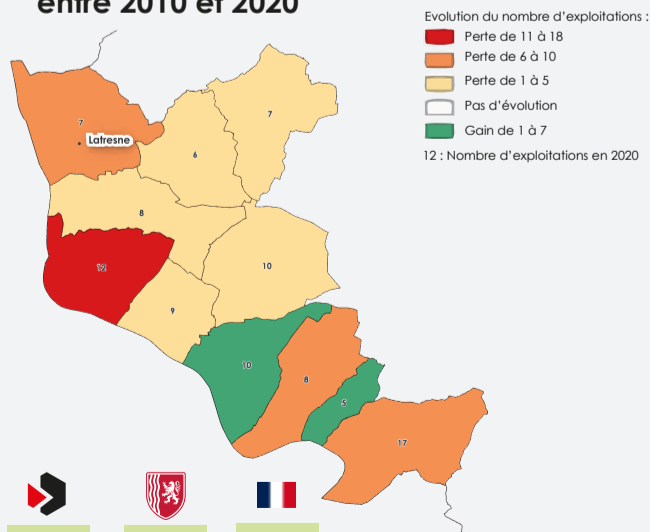 entre 2010 et 2020
Evolution du nombre d'exploitations :
Perte de 11 à 18
Perte de 6 à 10
Perte de 1 à 5
Pas d'évolution
Gain de 1 à 7
12 : Nombre d'exploitations en 2020
7
Latresne
7
6
8
12
10
9
10
8
5
17